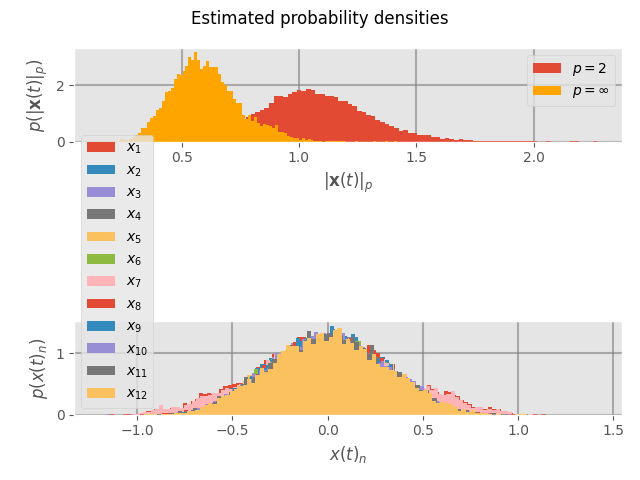 Estimated probability densities
p(|x(t)|_p)
2
0
p = 2
p = ∞
0.5 1.0 1.5 2.0
|x(t)|_p
x_1
x_2
x_3
x_4
x_5
x_6
x_7
x_8
x_9
x_10
x_11
x_12
p(x(t)_n)
1
0
−1.0 −0.5 0.0 0.5 1.0 1.5
x(t)_n